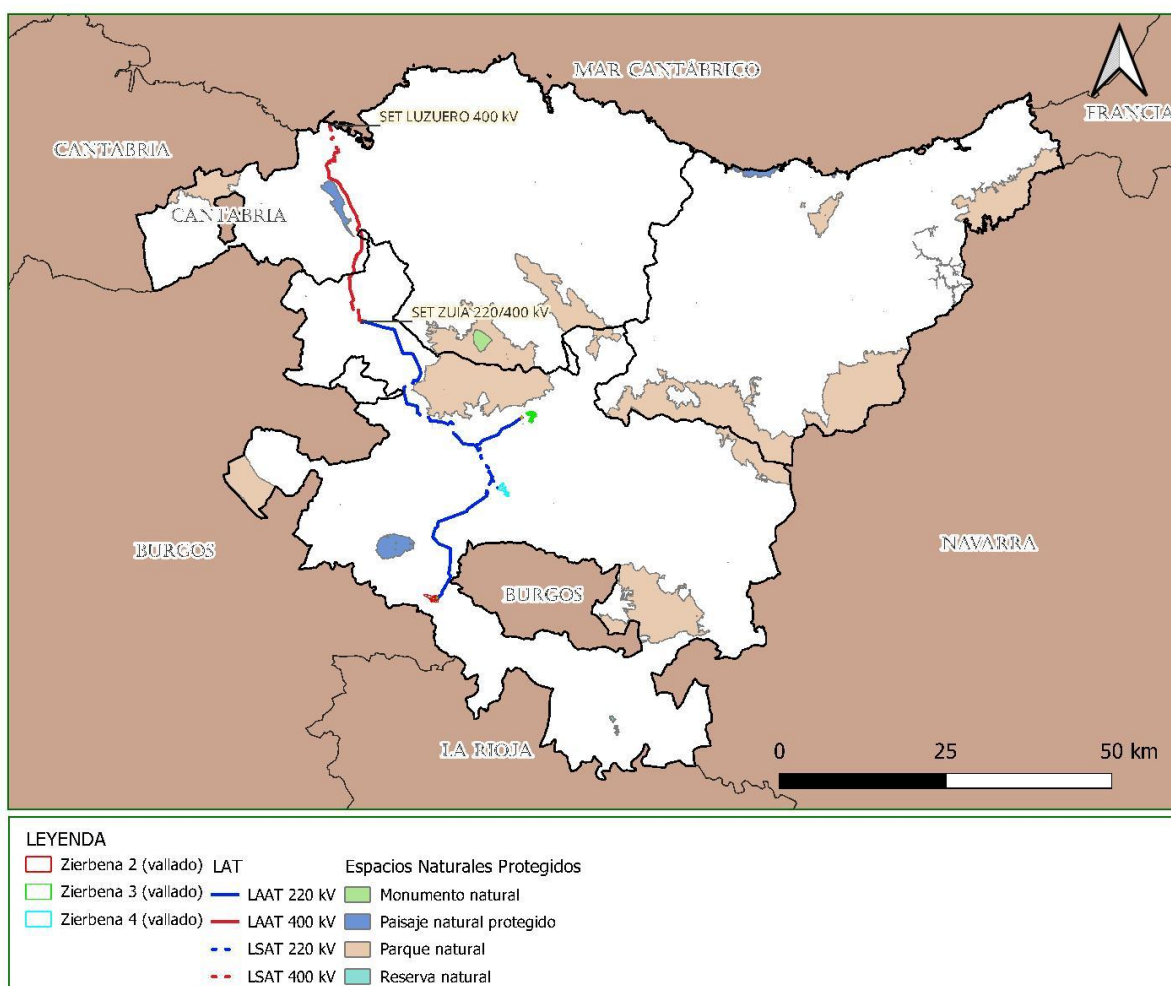 MAR CANTÁBRICO
FRANCIA
SET LUZUERO 400 kV
CANTABRIA
CANTABRIA
SET ZUIA 220/400 kV
BURGOS
NAVARRA
BURGOS
LA RIOJA
0 25 50 km
LEYENDA
Zierbena 2 (vallado)
Zierbena 3 (vallado)
Zierbena 4 (vallado)
LAT
LAAT 220 kV
LAAT 400 kV
LSAT 220 kV
LSAT 400 kV
Espacios Naturales Protegidos
Monumento natural
Paisaje natural protegido
Parque natural
Reserva natural